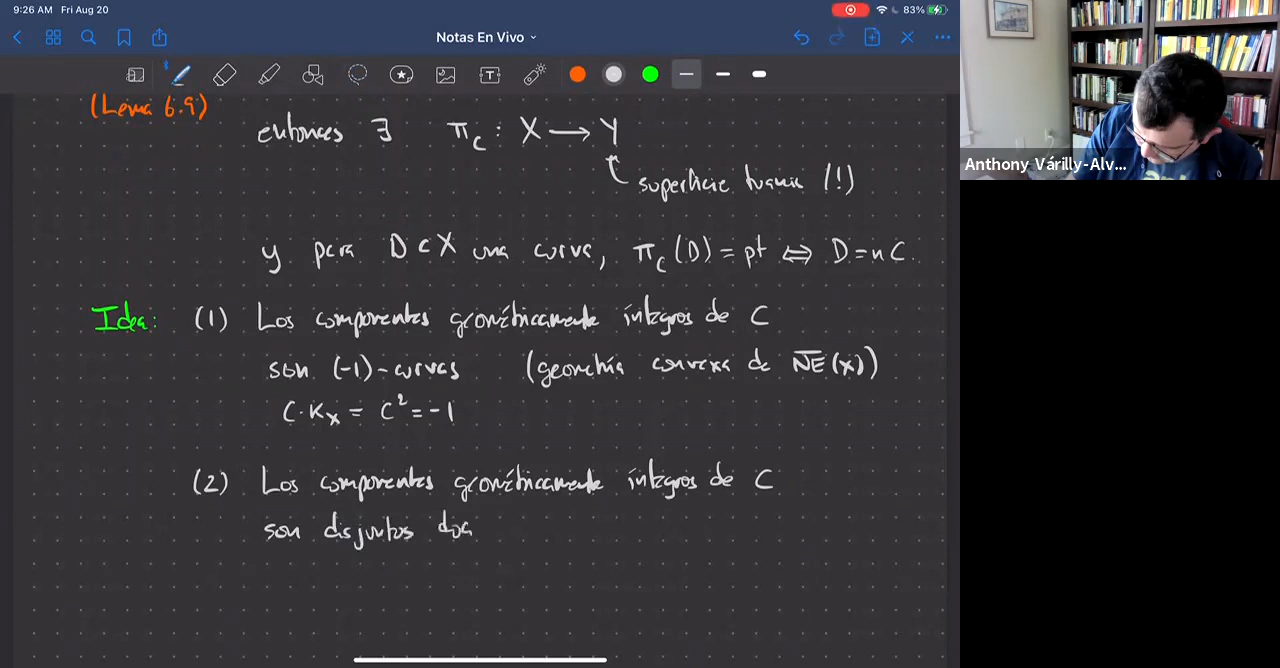 9:26 AM Fri Aug 20
83%
Notas En Vivo
Anthony Várilly-Alv...
(Lema 6.9)
entonces ∃ π_C : X ⟶ Y
superficie suave (!)
y para D ⊂ X una curva, π_C(D) = pt ⟺ D = nC.
Idea: (1) Los componentes geométricamente íntegros de C
son (-1)-curvas (geometría convexa de N̅E̅(X))
C·K_X = C² = -1
(2) Los componentes geométricamente íntegros de C
son disjuntos dos